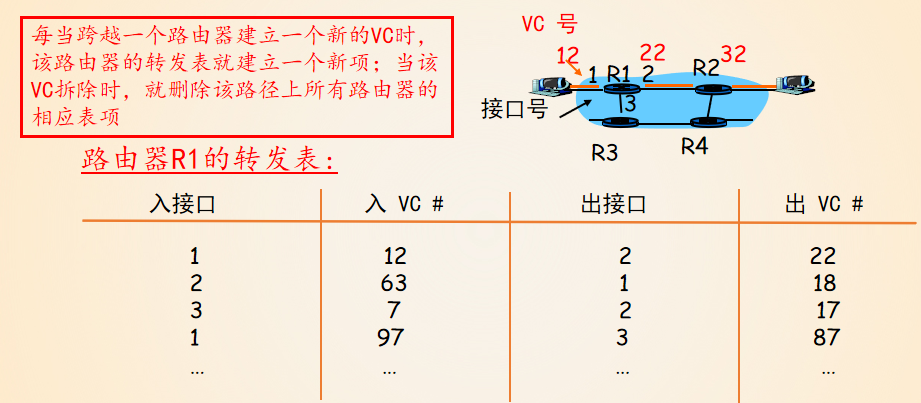 每当跨越一个路由器建立一个新的VC时，
该路由器的转发表就建立一个新项；当该
VC拆除时，就删除该路径上所有路由器的
相应表项
VC 号
12 22 32
1 R1 2 R2
接口号 3
R3 R4
路由器R1的转发表:
入接口 入 VC # 出接口 出 VC #
1 12 2 22
2 63 1 18
3 7 2 17
1 97 3 87
… … … …